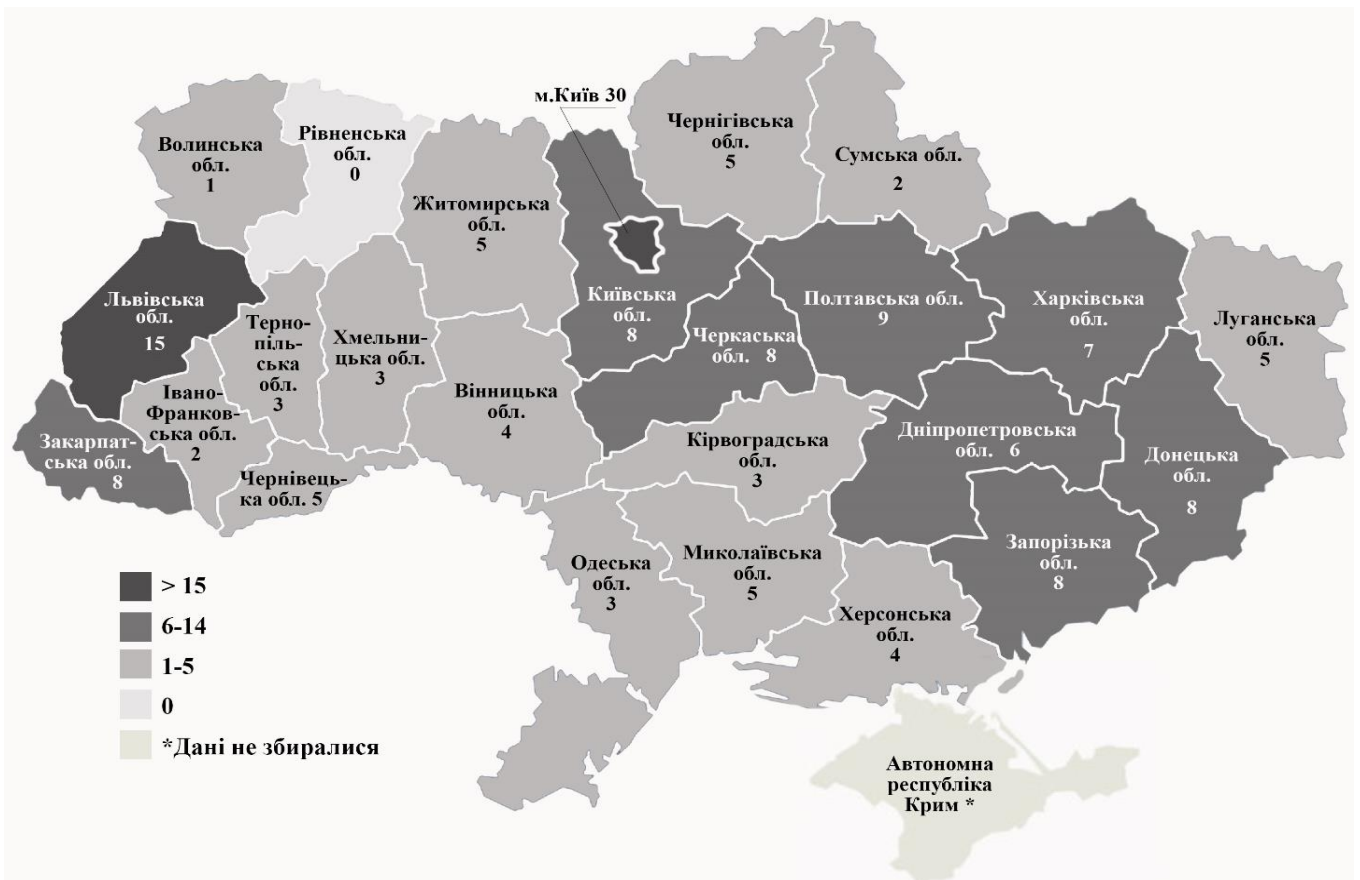 м.Київ 30
Волинська
обл.
1
Рівненська
обл.
0
Житомирська
обл.
5
Чернігівська
обл.
5
Сумська обл.
2
Львівська
обл.
15
Терно-
піль-
ська
обл.
3
Хмельни-
цька обл.
3
Вінницька
обл.
4
Київська
обл.
8
Черкаська
обл. 8
Полтавська обл.
9
Харківська
обл.
7
Луганська
обл.
5
Закарпат-
ська обл.
8
Івано-
Франков-
ська обл.
2
Чернівець-
ка обл. 5
Кірвоградська
обл.
3
Дніпропетровська
обл. 6
Донецька
обл.
8
Запорізька
обл.
8
Одеська
обл.
3
Миколаївська
обл.
5
Херсонська
обл.
4
Автономна
республіка
Крим *
> 15
6-14
1-5
0
*Дані не збиралися